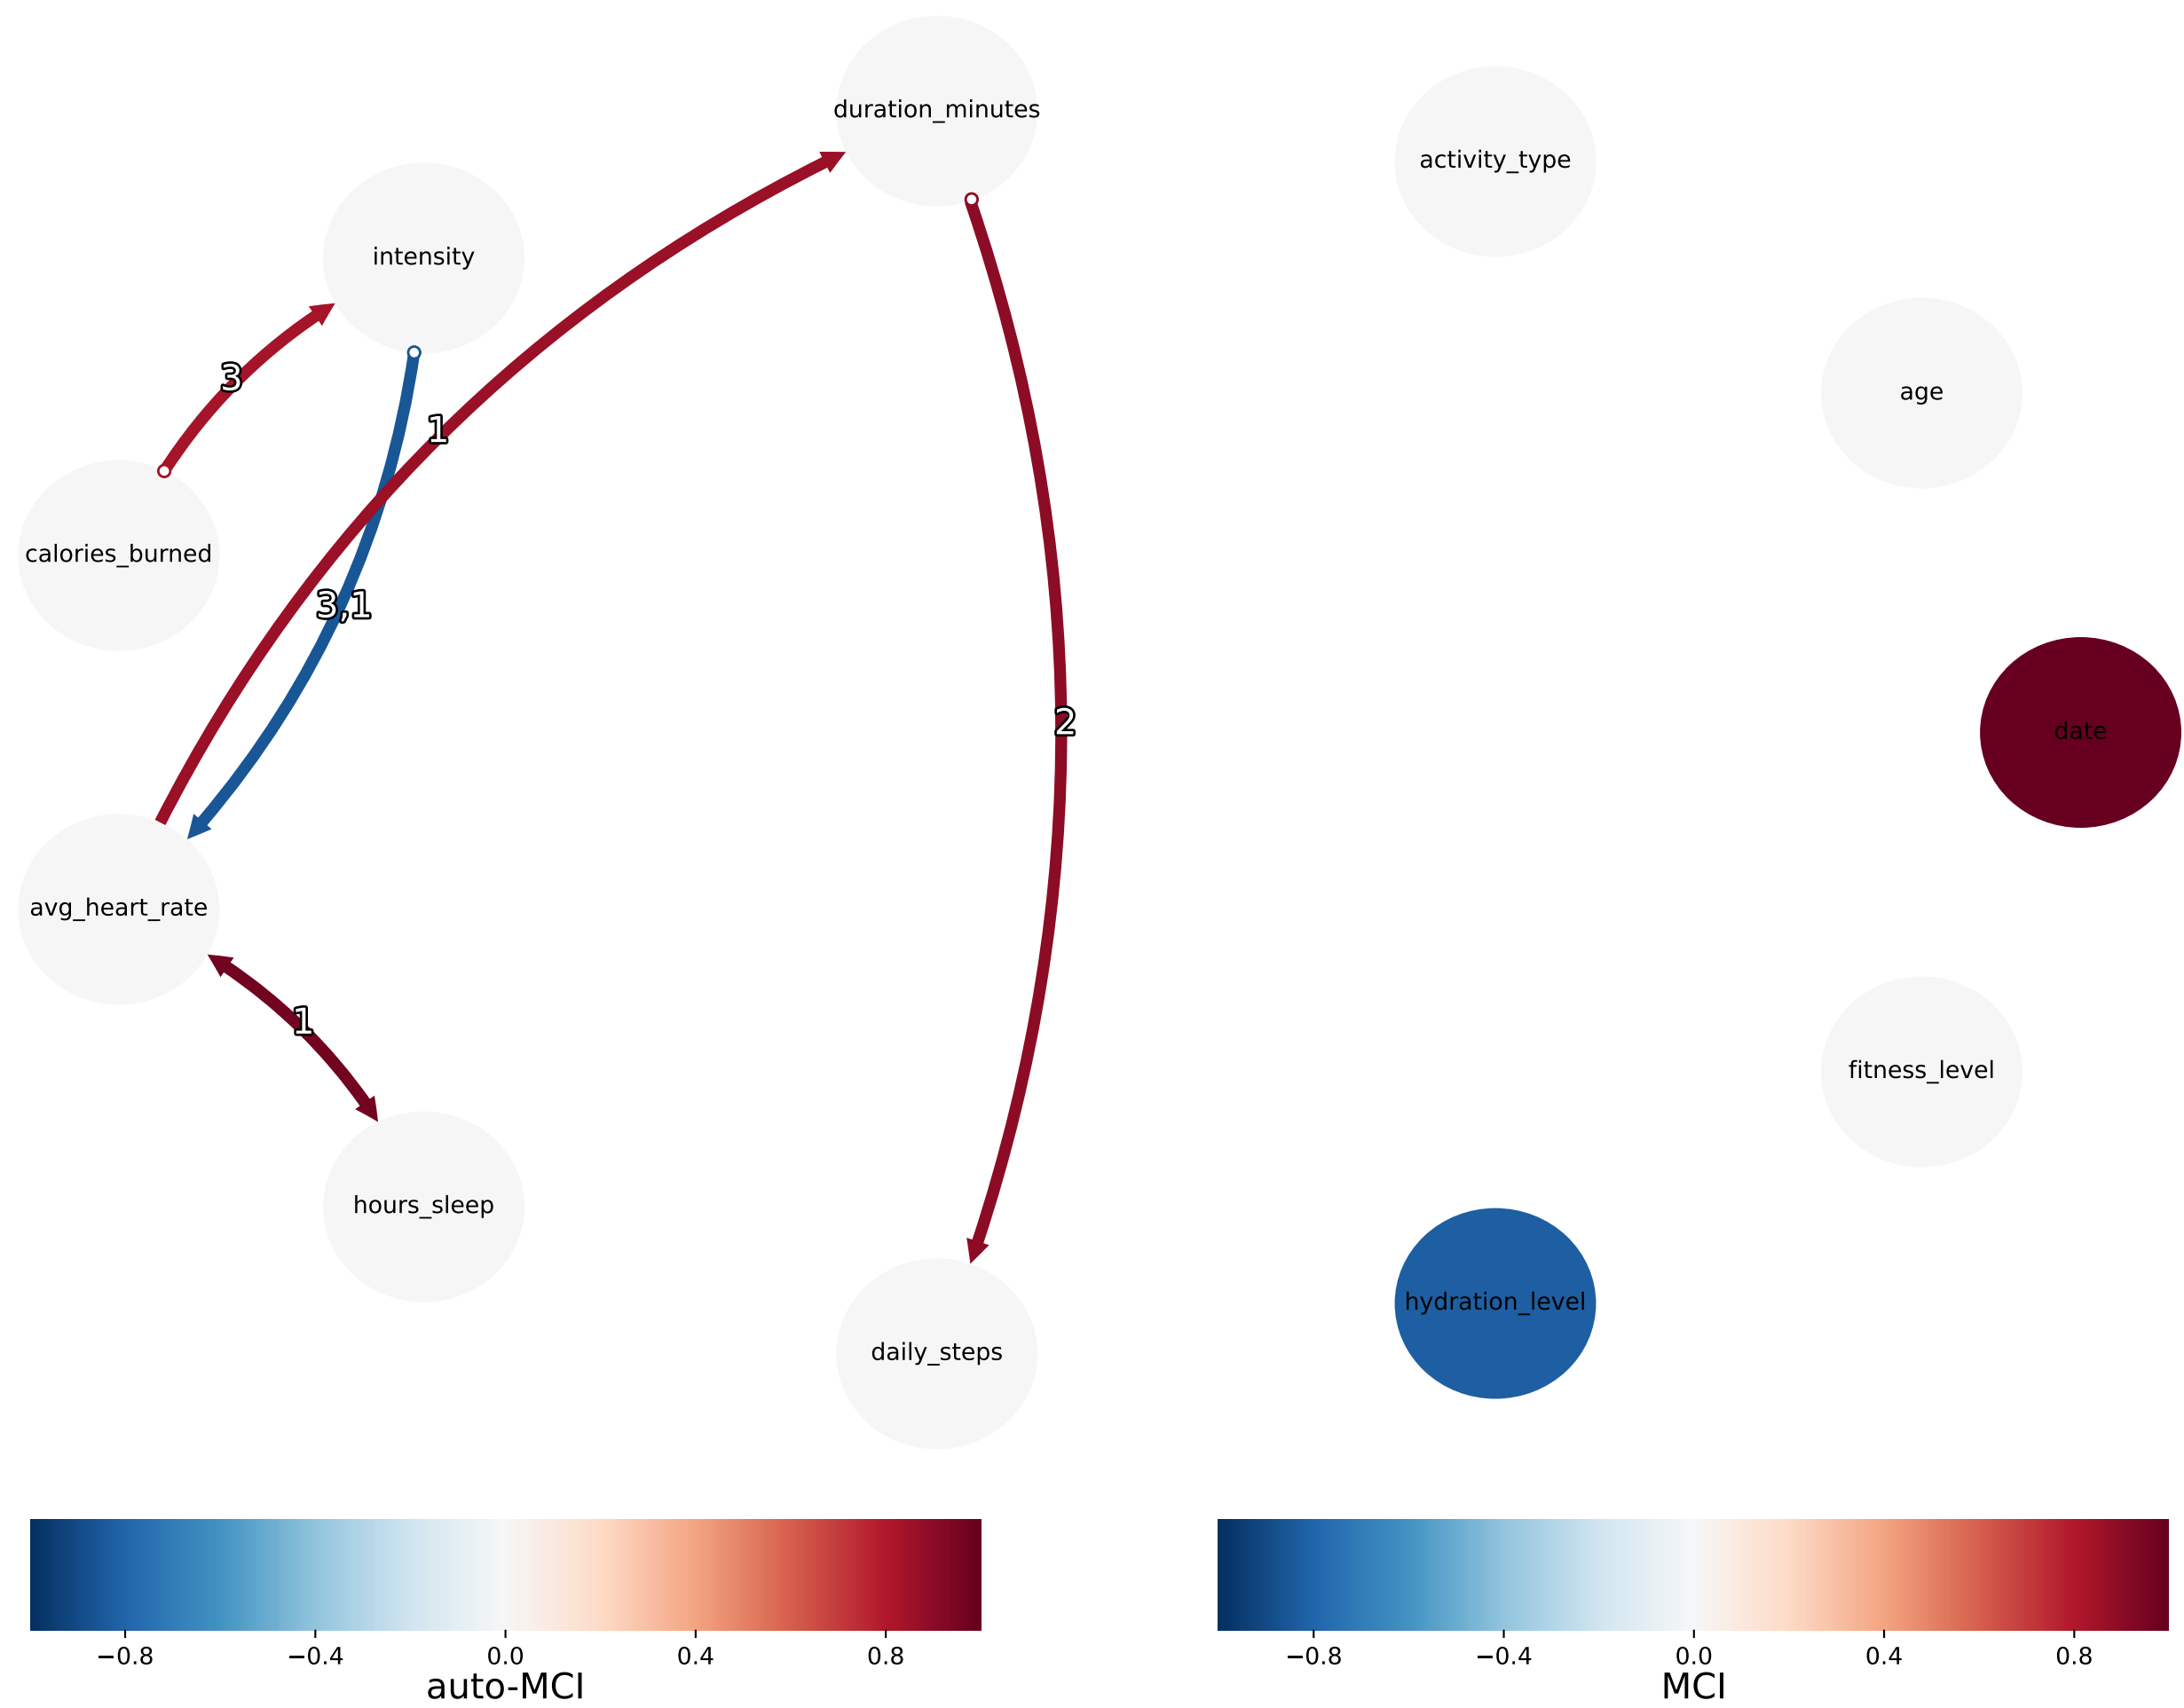 duration_minutes
activity_type
intensity
3
age
1
calories_burned
3,1
2
date
avg_heart_rate
1
fitness_level
hours_sleep
hydration_level
daily_steps
−0.8 −0.4 0.0 0.4 0.8
auto-MCI
−0.8 −0.4 0.0 0.4 0.8
MCI